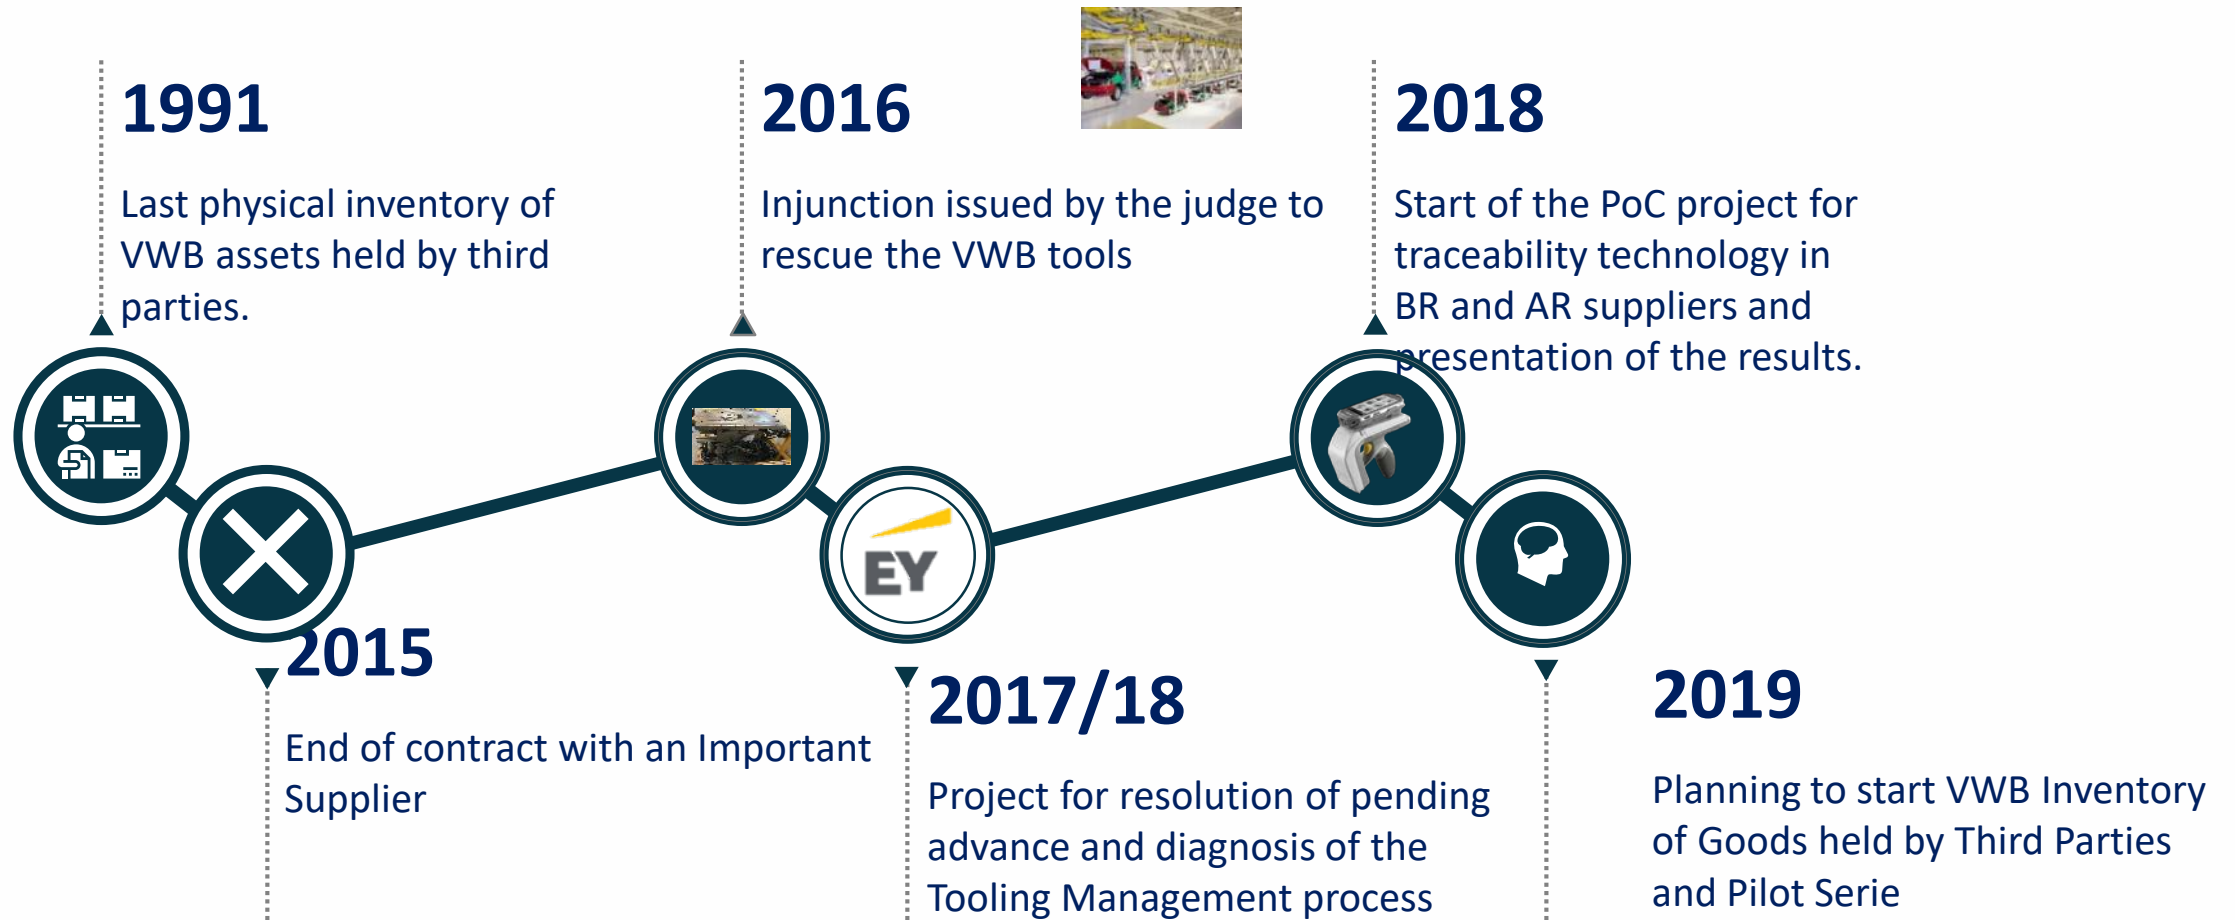 1991
Last physical inventory of
VWB assets held by third
parties.
2015
End of contract with an Important
Supplier
2016
Injunction issued by the judge to
rescue the VWB tools
EY
2017/18
Project for resolution of pending
advance and diagnosis of the
Tooling Management process
2018
Start of the PoC project for
traceability technology in
BR and AR suppliers and
presentation of the results.
2019
Planning to start VWB Inventory
of Goods held by Third Parties
and Pilot Serie